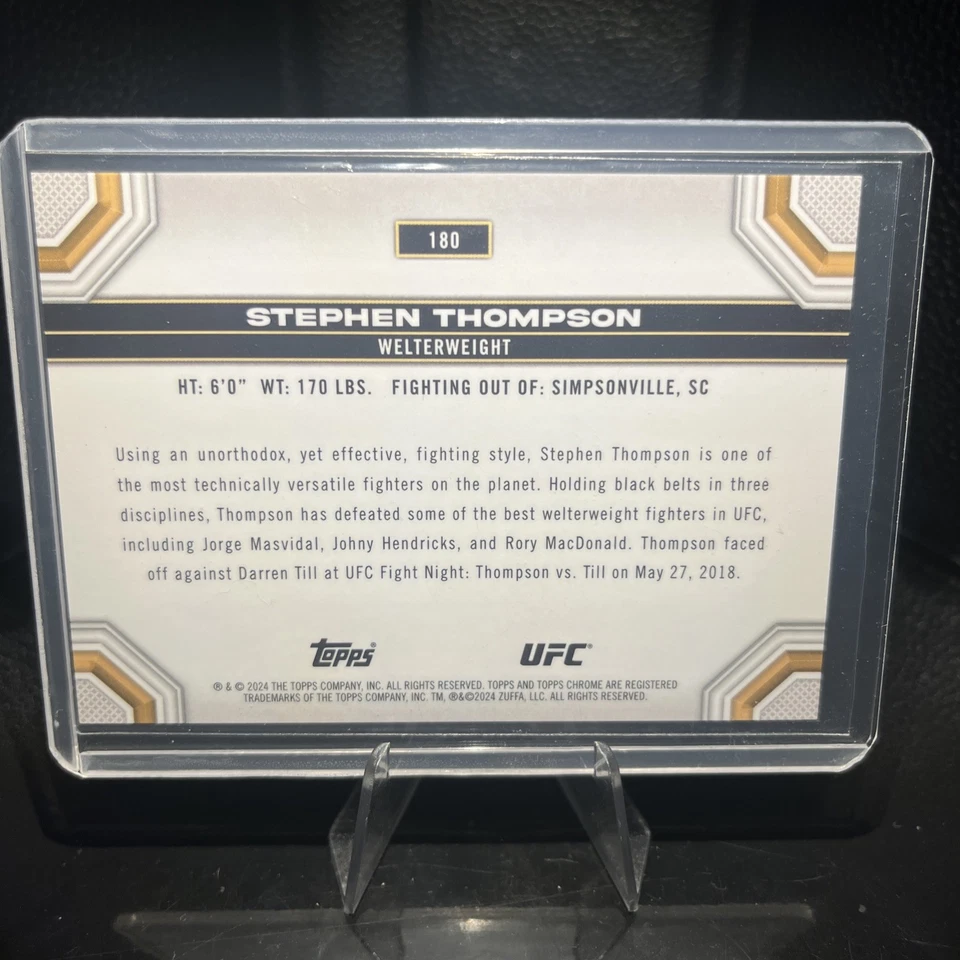 180
STEPHEN THOMPSON
WELTERWEIGHT
HT: 6'0" WT: 170 LBS. FIGHTING OUT OF: SIMPSONVILLE, SC
Using an unorthodox, yet effective, fighting style, Stephen Thompson is one of
the most technically versatile fighters on the planet. Holding black belts in three
disciplines, Thompson has defeated some of the best welterweight fighters in UFC,
including Jorge Masvidal, Johny Hendricks, and Rory MacDonald. Thompson faced
off against Darren Till at UFC Fight Night: Thompson vs. Till on May 27, 2018.
Topps® UFC®
® & © 2024 THE TOPPS COMPANY, INC. ALL RIGHTS RESERVED. TOPPS AND TOPPS CHROME ARE REGISTERED
TRADEMARKS OF THE TOPPS COMPANY, INC. TM, ®&©2024 ZUFFA, LLC. ALL RIGHTS RESERVED.